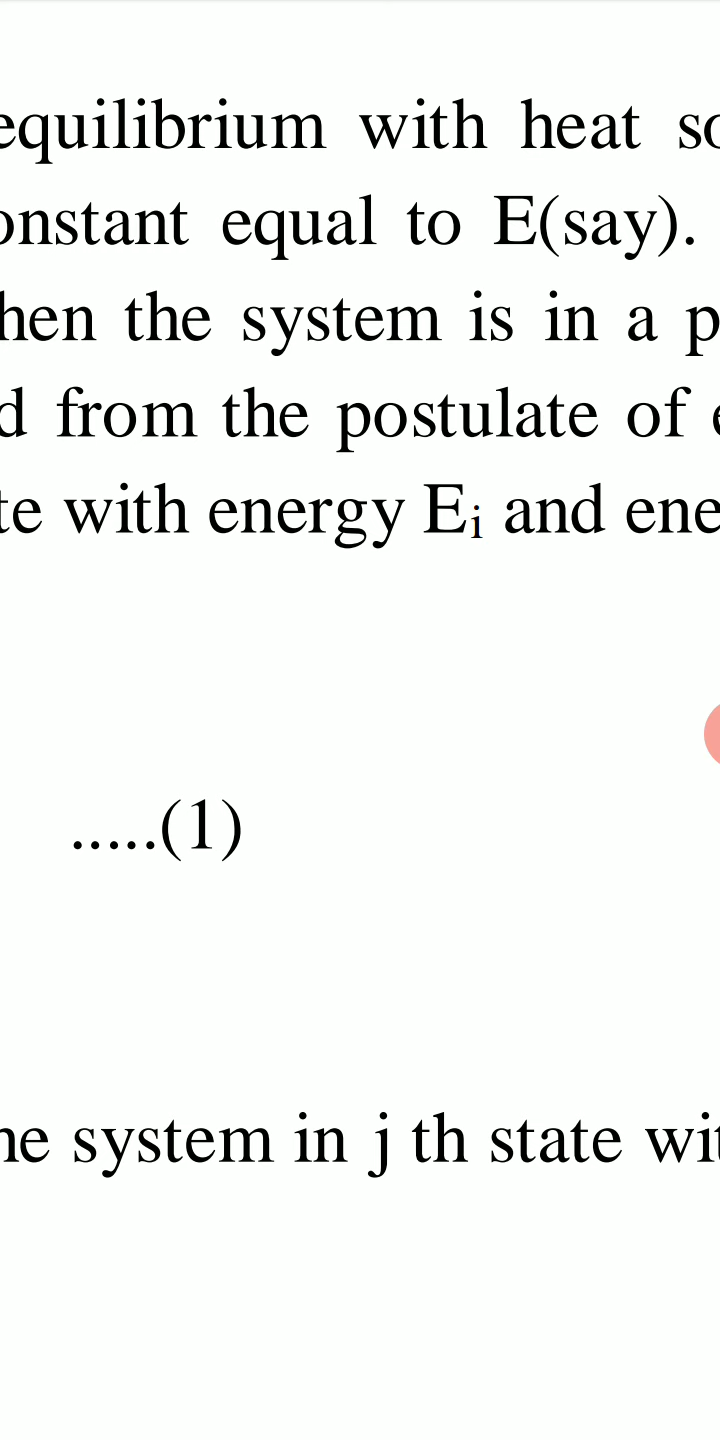 equilibrium with heat so
onstant equal to E(say).
hen the system is in a p
d from the postulate of e
te with energy Ei and ene
.....(1)
he system in j th state wit